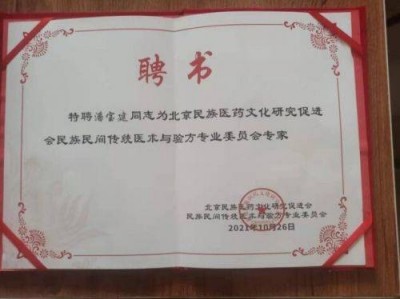 聘书
特聘潘宝建同志为北京民族医药文化研究促进
会民族民间传统医术与验方专业委员会专家
北京民族医药文化研究促进会
民族民间传统医术与验方专业委员会
2021年10月26日